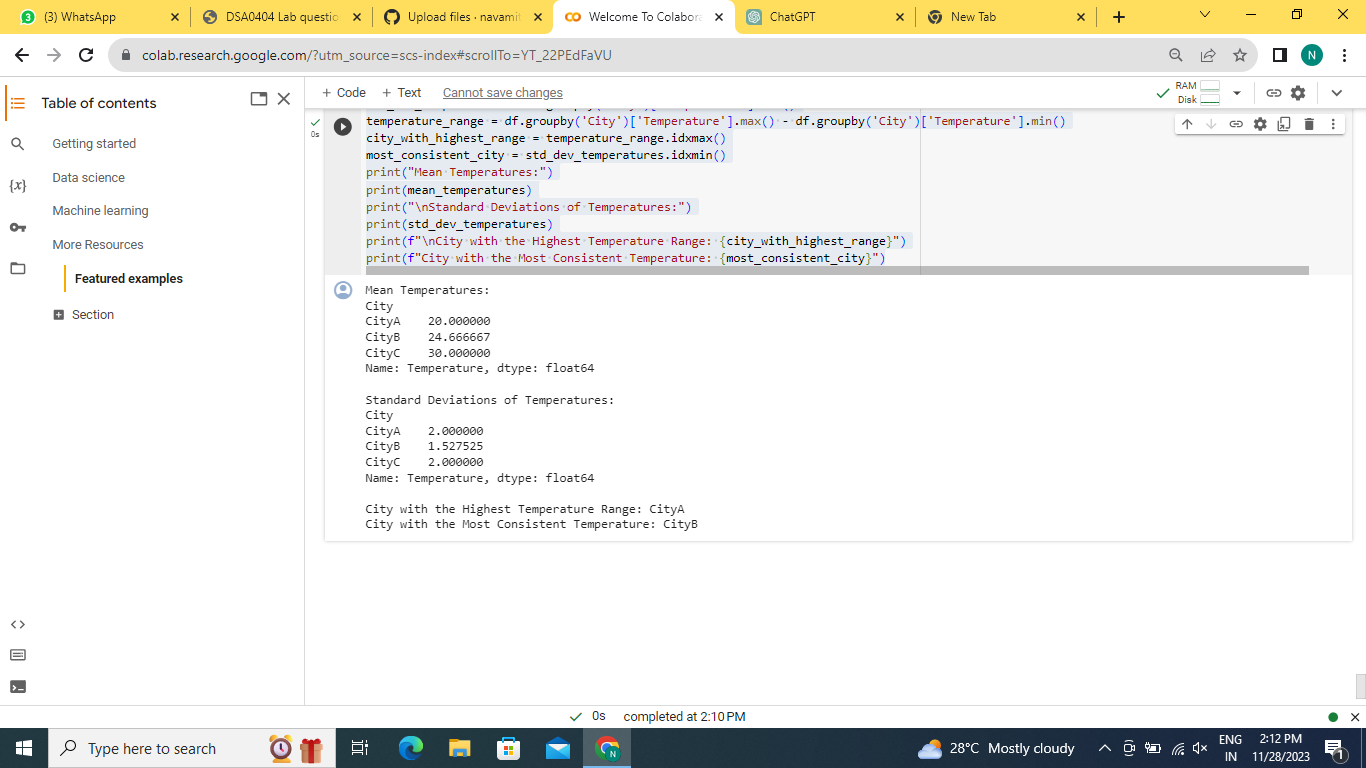 (3) WhatsApp
DSA0404 Lab questio
Upload files · navamit
Welcome To Colabora
ChatGPT
New Tab
colab.research.google.com/?utm_source=scs-index#scrollTo=YT_22PEdFaVU
N
Table of contents
+ Code + Text Cannot save changes
RAM
Disk
Getting started
Data science
Machine learning
More Resources
Featured examples
Section
{x}
0s
temperature_range = df.groupby('City')['Temperature'].max() - df.groupby('City')['Temperature'].min()
city_with_highest_range = temperature_range.idxmax()
most_consistent_city = std_dev_temperatures.idxmin()
print("Mean Temperatures:")
print(mean_temperatures)
print("\nStandard Deviations of Temperatures:")
print(std_dev_temperatures)
print(f"\nCity with the Highest Temperature Range: {city_with_highest_range}")
print(f"City with the Most Consistent Temperature: {most_consistent_city}")
Mean Temperatures:
City
CityA    20.000000
CityB    24.666667
CityC    30.000000
Name: Temperature, dtype: float64
Standard Deviations of Temperatures:
City
CityA    2.000000
CityB    1.527525
CityC    2.000000
Name: Temperature, dtype: float64
City with the Highest Temperature Range: CityA
City with the Most Consistent Temperature: CityB
0s completed at 2:10 PM
Type here to search
28°C Mostly cloudy
ENG
IN
2:12 PM
11/28/2023
1